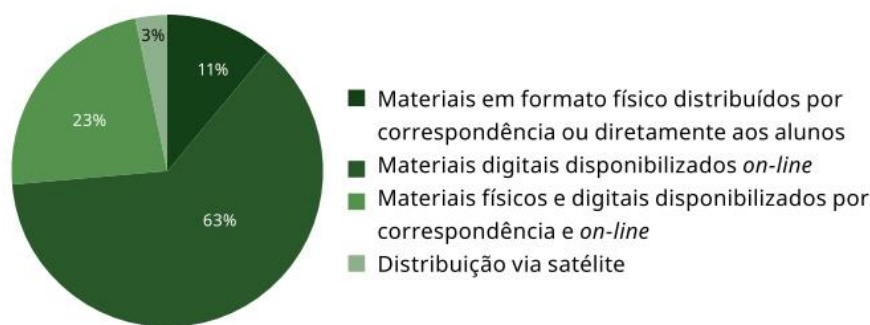 3%
11%
23%
63%
Materiais em formato físico distribuídos por
correspondência ou diretamente aos alunos
Materiais digitais disponibilizados on-line
Materiais físicos e digitais disponibilizados por
correspondência e on-line
Distribuição via satélite